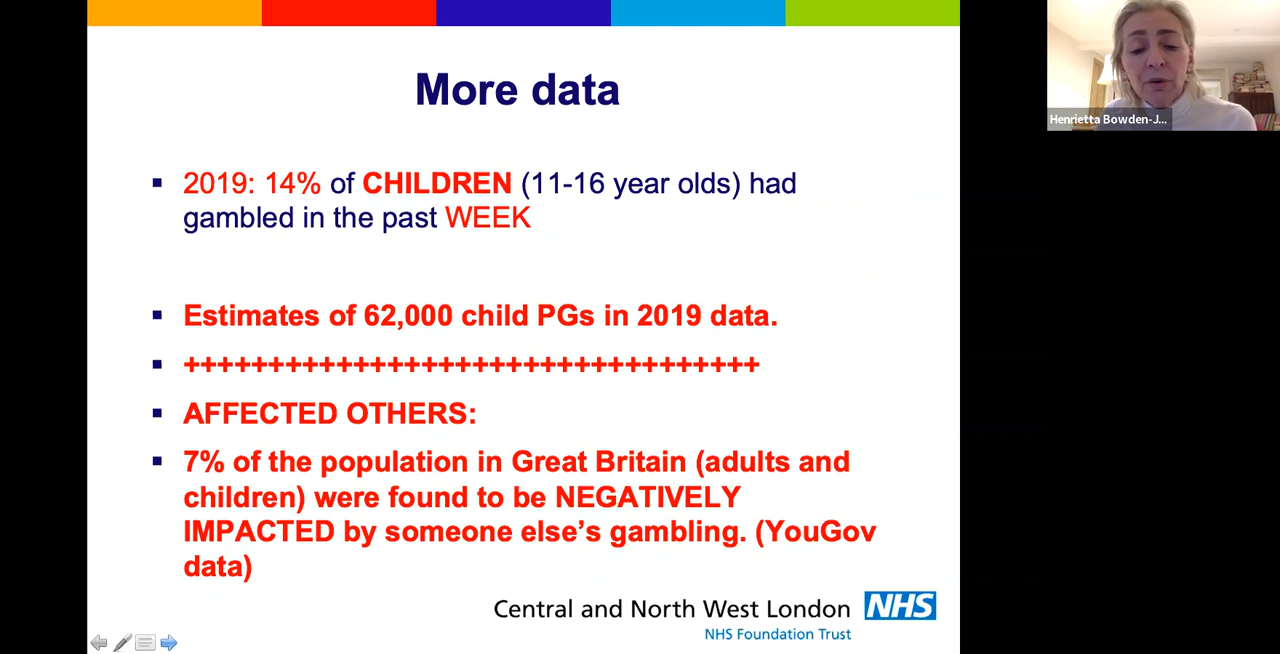 More data
Henrietta Bowden-J...
▪ 2019: 14% of CHILDREN (11-16 year olds) had
gambled in the past WEEK
▪ Estimates of 62,000 child PGs in 2019 data.
▪ ++++++++++++++++++++++++++++++++++
▪ AFFECTED OTHERS:
▪ 7% of the population in Great Britain (adults and
children) were found to be NEGATIVELY
IMPACTED by someone else’s gambling. (YouGov
data)
Central and North West London NHS
NHS Foundation Trust